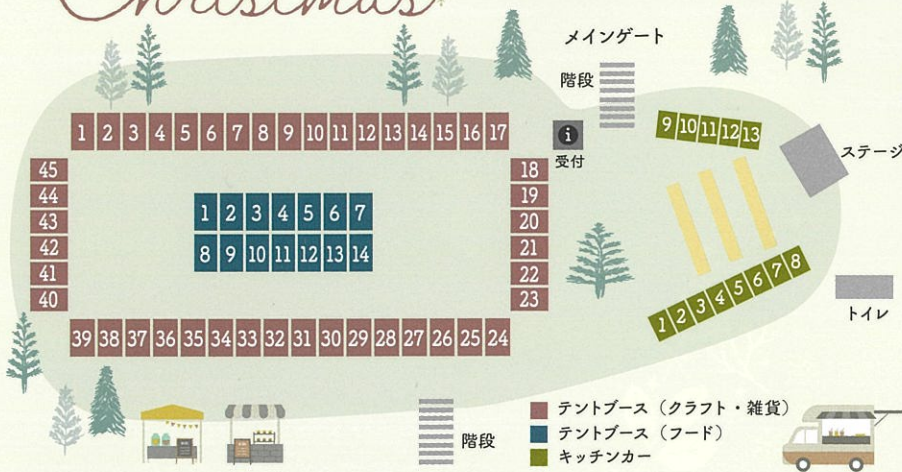 Christmas
メインゲート
階段
1 2 3 4 5 6 7 8 9 10 11 12 13 14 15 16 17
i
受付
9 10 11 12 13
ステージ
45
44
43
42
41
40
1 2 3 4 5 6 7
8 9 10 11 12 13 14
18
19
20
21
22
23
1 2 3 4 5 6 7 8
トイレ
39 38 37 36 35 34 33 32 31 30 29 28 27 26 25 24
階段
テントブース（クラフト・雑貨）
テントブース（フード）
キッチンカー